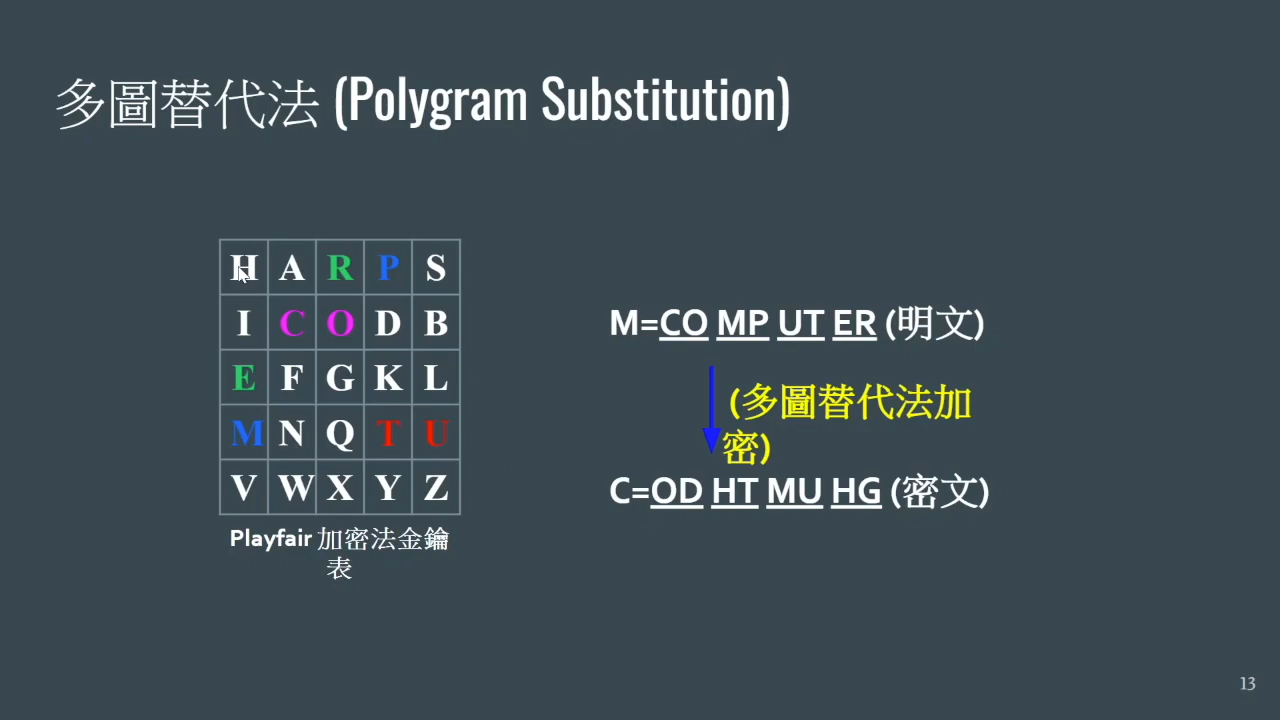 多圖替代法 (Polygram Substitution)
H A R P S
I C O D B
E F G K L
M N Q T U
V W X Y Z
Playfair 加密法金鑰
表
M=CO MP UT ER (明文)
(多圖替代法加
密)
C=OD HT MU HG (密文)
13